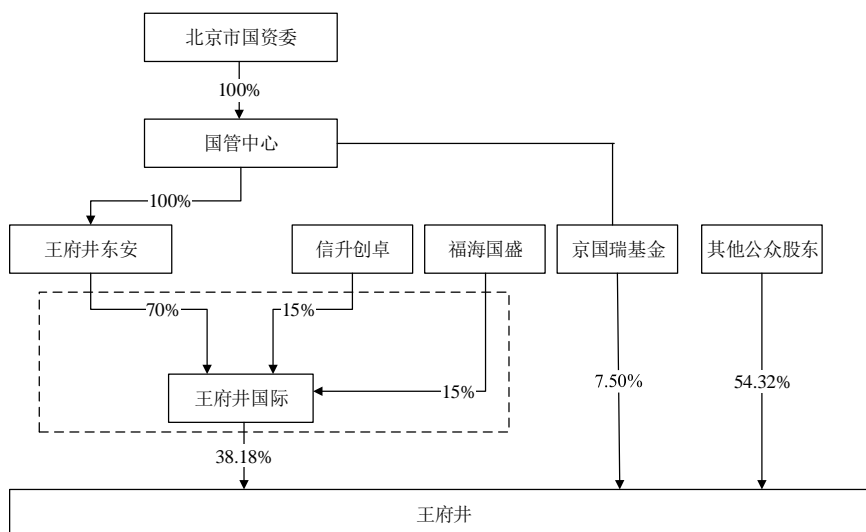 北京市国资委
100%
国管中心
100%
王府井东安
信升创卓
福海国盛
京国瑞基金
其他公众股东
70%
15%
王府井国际
15%
7.50%
54.32%
38.18%
王府井